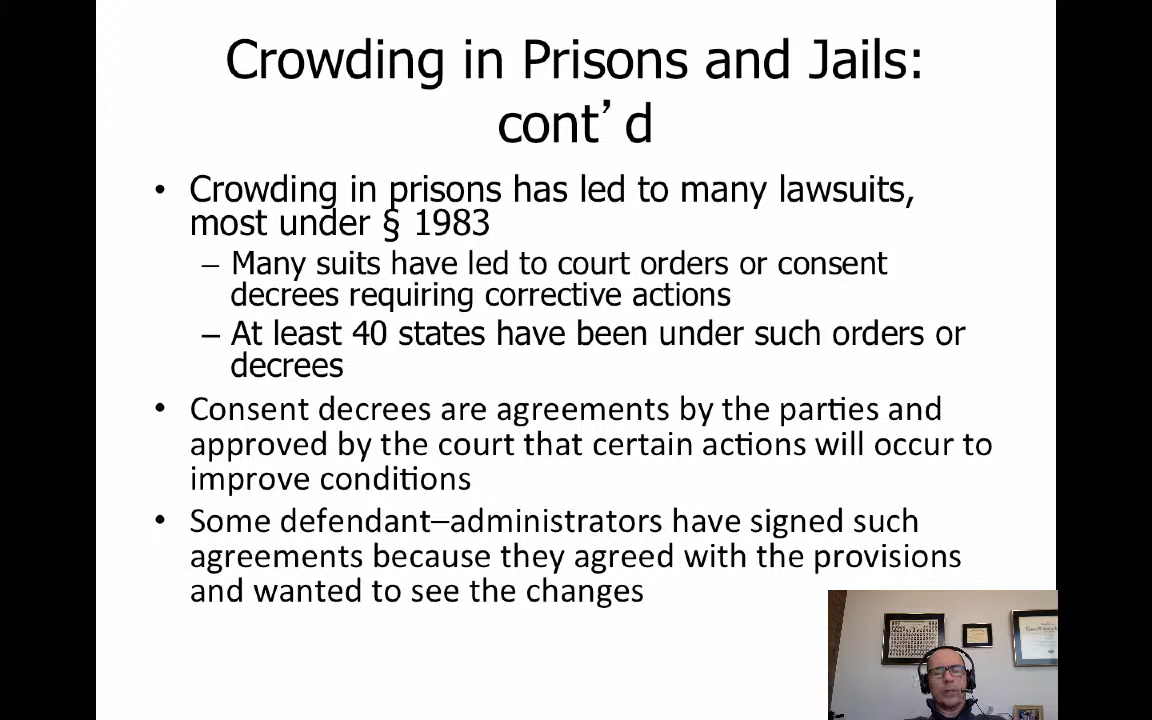 Crowding in Prisons and Jails:
cont’d
• Crowding in prisons has led to many lawsuits,
most under § 1983
– Many suits have led to court orders or consent
decrees requiring corrective actions
– At least 40 states have been under such orders or
decrees
• Consent decrees are agreements by the parties and
approved by the court that certain actions will occur to
improve conditions
• Some defendant–administrators have signed such
agreements because they agreed with the provisions
and wanted to see the changes